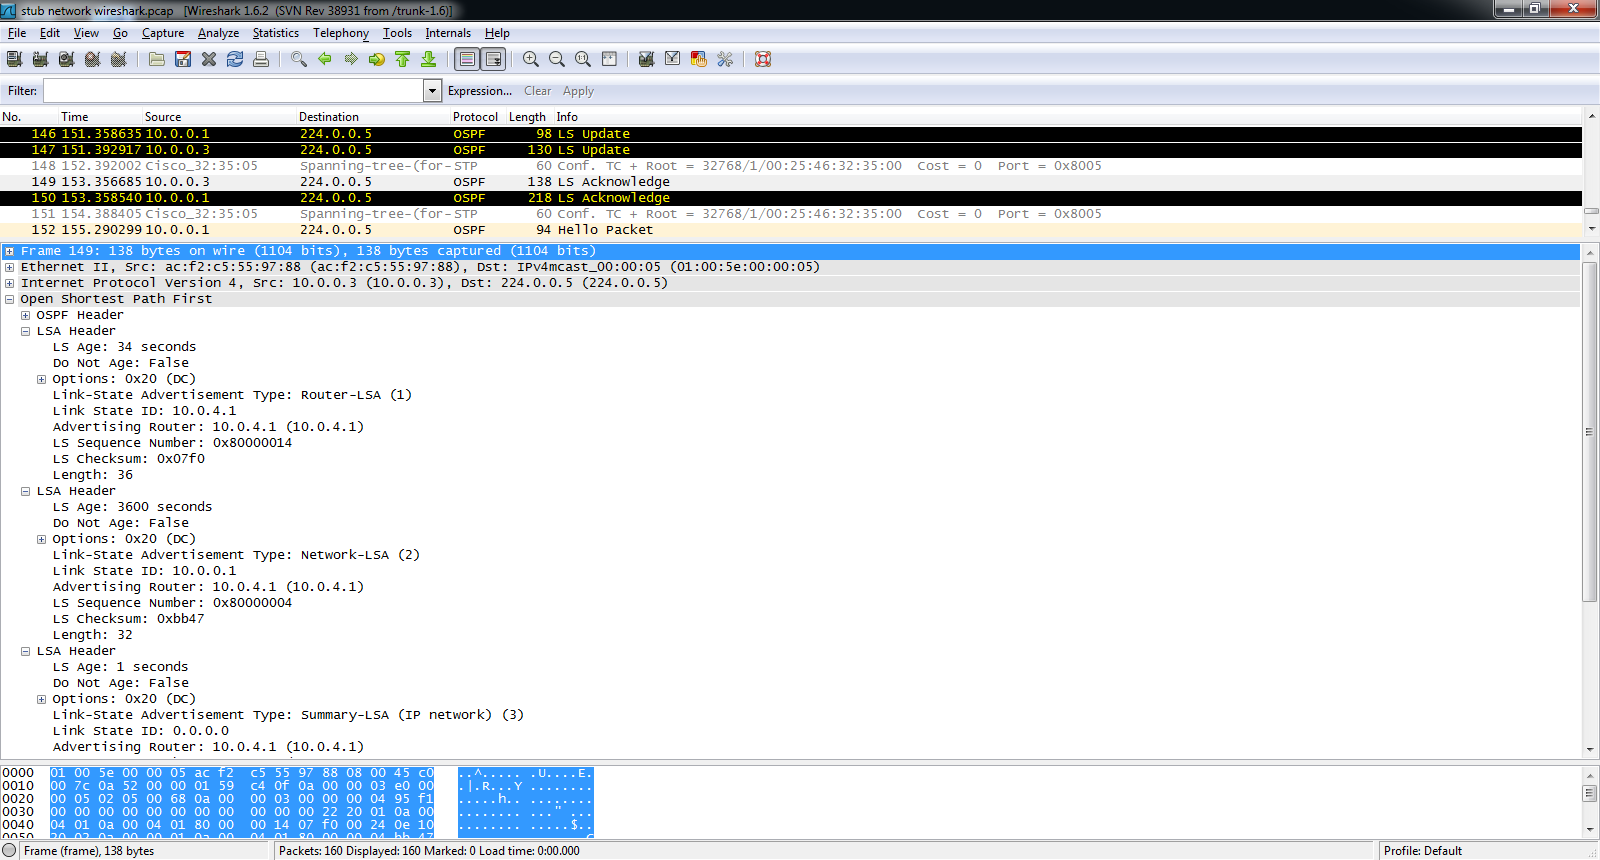 stub network wireshark.pcap [Wireshark 1.6.2 (SVN Rev 38931 from /trunk-1.6)]
File Edit View Go Capture Analyze Statistics Telephony Tools Internals Help
Filter: Expression... Clear Apply
No. Time Source Destination Protocol Length Info
146 151.358635 10.0.0.1 224.0.0.5 OSPF 98 LS Update
147 151.392917 10.0.0.3 224.0.0.5 OSPF 130 LS Update
148 152.392002 Cisco_32:35:05 Spanning-tree-(for- STP 60 Conf. TC + Root = 32768/1/00:25:46:32:35:00 Cost = 0 Port = 0x8005
149 153.356685 10.0.0.3 224.0.0.5 OSPF 138 LS Acknowledge
150 153.358540 10.0.0.1 224.0.0.5 OSPF 218 LS Acknowledge
151 154.388405 Cisco_32:35:05 Spanning-tree-(for- STP 60 Conf. TC + Root = 32768/1/00:25:46:32:35:00 Cost = 0 Port = 0x8005
152 155.290299 10.0.0.1 224.0.0.5 OSPF 94 Hello Packet
Frame 149: 138 bytes on wire (1104 bits), 138 bytes captured (1104 bits)
Ethernet II, Src: ac:f2:c5:55:97:88 (ac:f2:c5:55:97:88), Dst: IPv4mcast_00:00:05 (01:00:5e:00:00:05)
Internet Protocol Version 4, Src: 10.0.0.3 (10.0.0.3), Dst: 224.0.0.5 (224.0.0.5)
Open Shortest Path First
OSPF Header
LSA Header
LS Age: 34 seconds
Do Not Age: False
Options: 0x20 (DC)
Link-State Advertisement Type: Router-LSA (1)
Link State ID: 10.0.4.1
Advertising Router: 10.0.4.1 (10.0.4.1)
LS Sequence Number: 0x80000014
LS Checksum: 0x07f0
Length: 36
LSA Header
LS Age: 3600 seconds
Do Not Age: False
Options: 0x20 (DC)
Link-State Advertisement Type: Network-LSA (2)
Link State ID: 10.0.0.1
Advertising Router: 10.0.4.1 (10.0.4.1)
LS Sequence Number: 0x80000004
LS Checksum: 0xbb47
Length: 32
LSA Header
LS Age: 1 seconds
Do Not Age: False
Options: 0x20 (DC)
Link-State Advertisement Type: Summary-LSA (IP network) (3)
Link State ID: 0.0.0.0
Advertising Router: 10.0.4.1 (10.0.4.1)
0000 01 00 5e 00 00 05 ac f2 c5 55 97 88 08 00 45 c0 ..^..... .U....E.
0010 00 7c 0a 52 00 00 01 59 c4 0f 0a 00 00 03 e0 00 .|.R...Y ........
0020 00 05 02 05 00 68 0a 00 00 03 00 00 00 04 95 f1 .....h.. ........
0030 00 00 00 00 00 00 00 00 00 00 00 22 20 01 0a 00 ........ ..." ...
0040 04 01 0a 00 04 01 80 00 00 14 07 f0 00 24 0e 10 ........ .....$..
0050 20 02 0a 00 00 01 0a 00 04 01 80 00 00 04 bb 47
Frame (frame), 138 bytes Packets: 160 Displayed: 160 Marked: 0 Load time: 0:00.000 Profile: Default